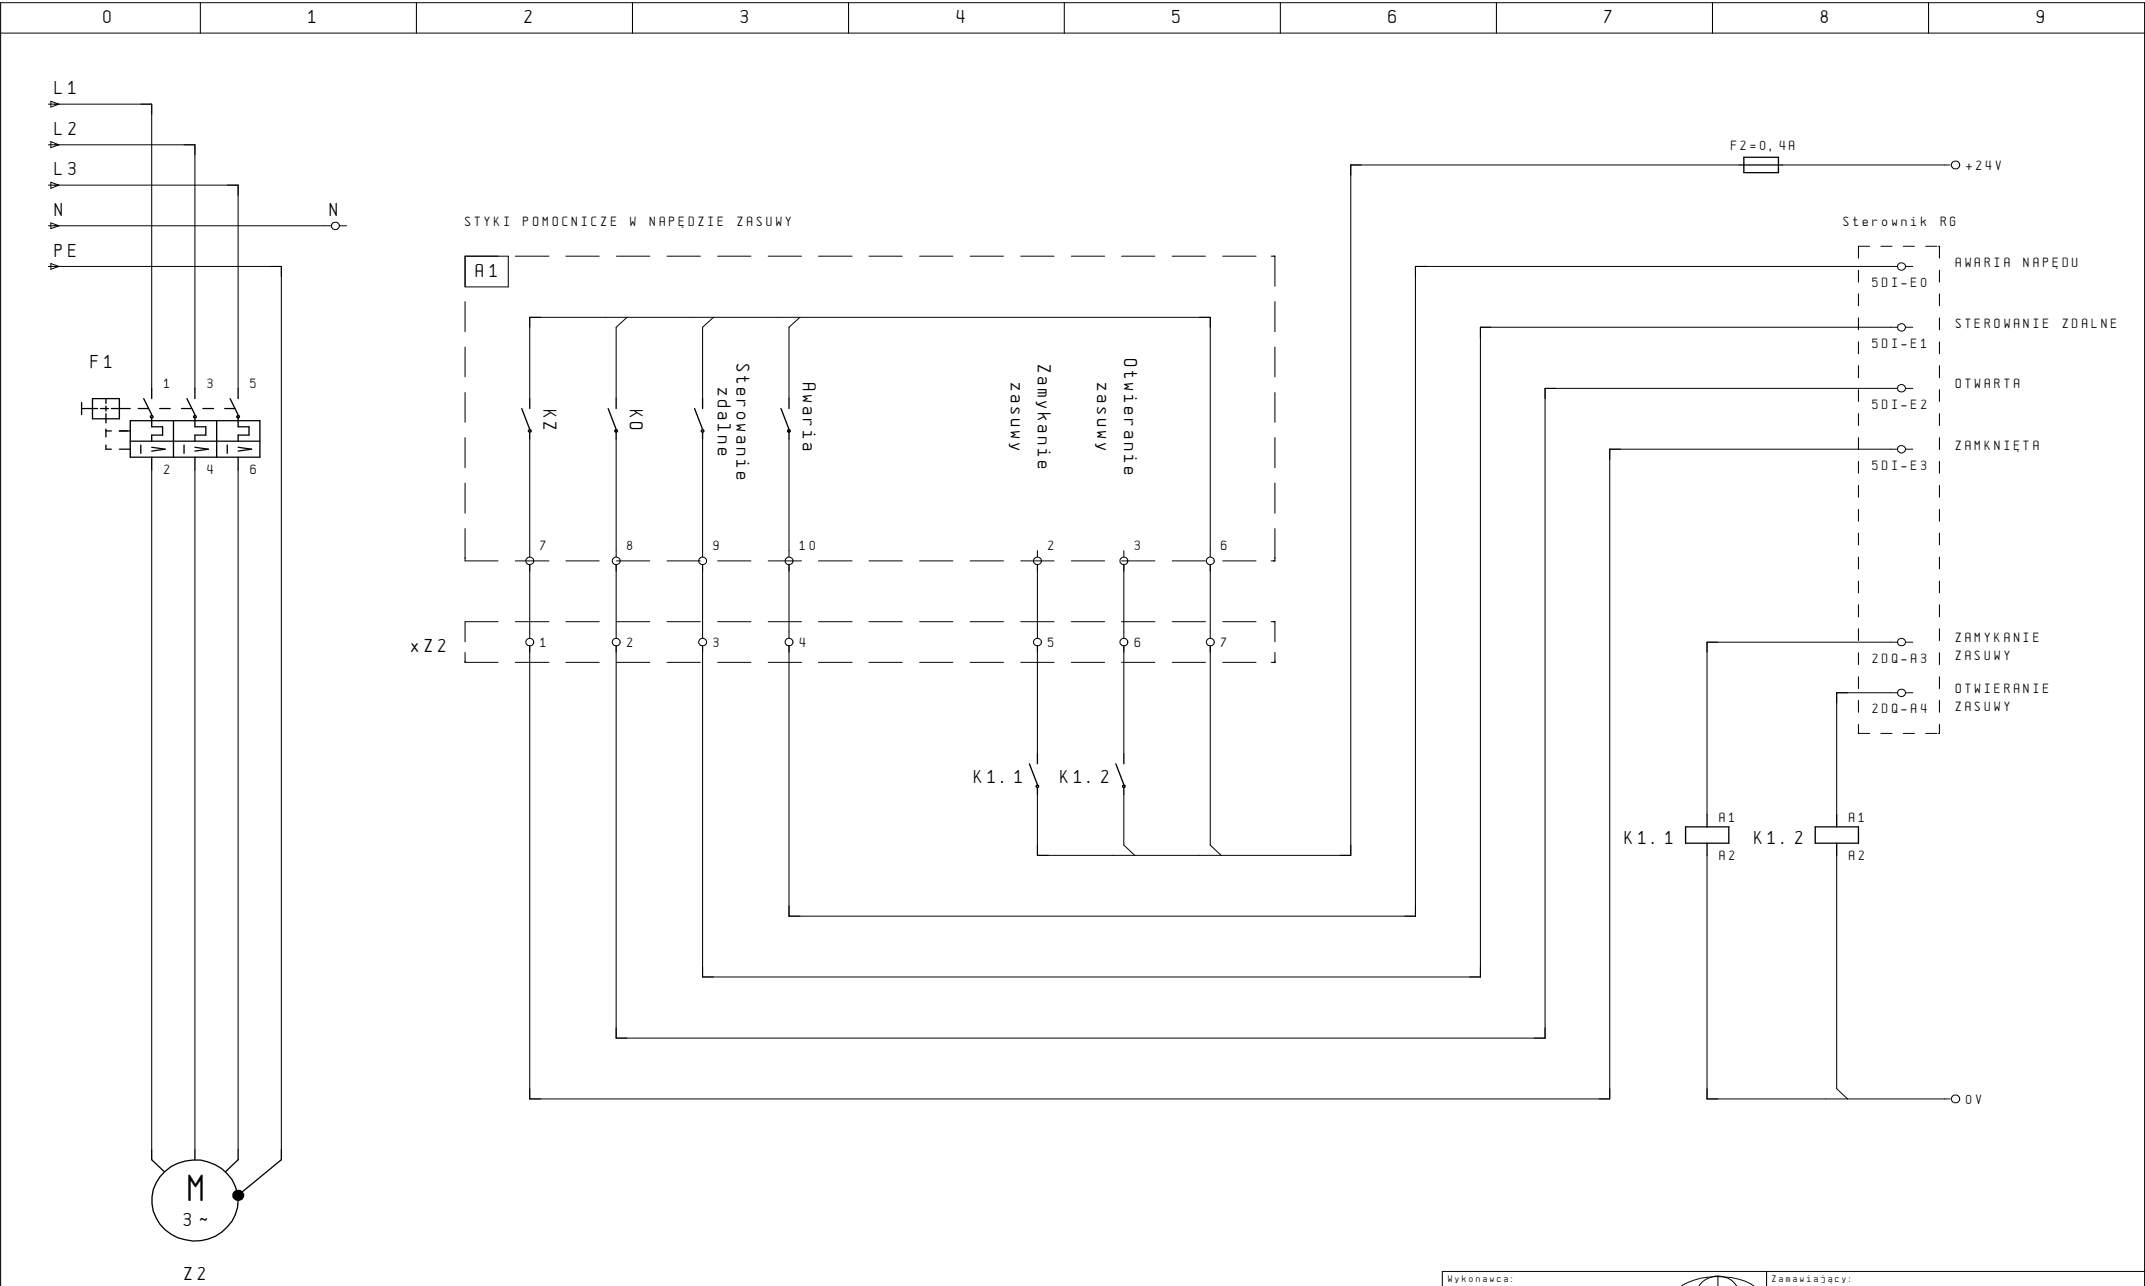 0 1 2 3 4 5 6 7 8 9
L1
L2
L3
N N
PE
F1
1 3 5
2 4 6
M
3 ~
Z2
STYKI POMOCNICZE W NAPĘDZIE ZASUWY
A1
KZ
KO
Sterowanie
zdalne
Awaria
Zamykanie
zasuwy
Otwieranie
zasuwy
7 8 9 10 2 3 6
xZ2
1 2 3 4 5 6 7
K1.1 K1.2
F2=0,4A
+24V
Sterownik RG
AWARIA NAPĘDU
5DI-E0
STEROWANIE ZDALNE
5DI-E1
OTWARTA
5DI-E2
ZAMKNIĘTA
5DI-E3
ZAMYKANIE
ZASUWY
2DQ-A3
OTWIERANIE
ZASUWY
2DQ-A4
A1 A1
K1.1 K1.2
A2 A2
0V
Wykonawca: Zamawiający: